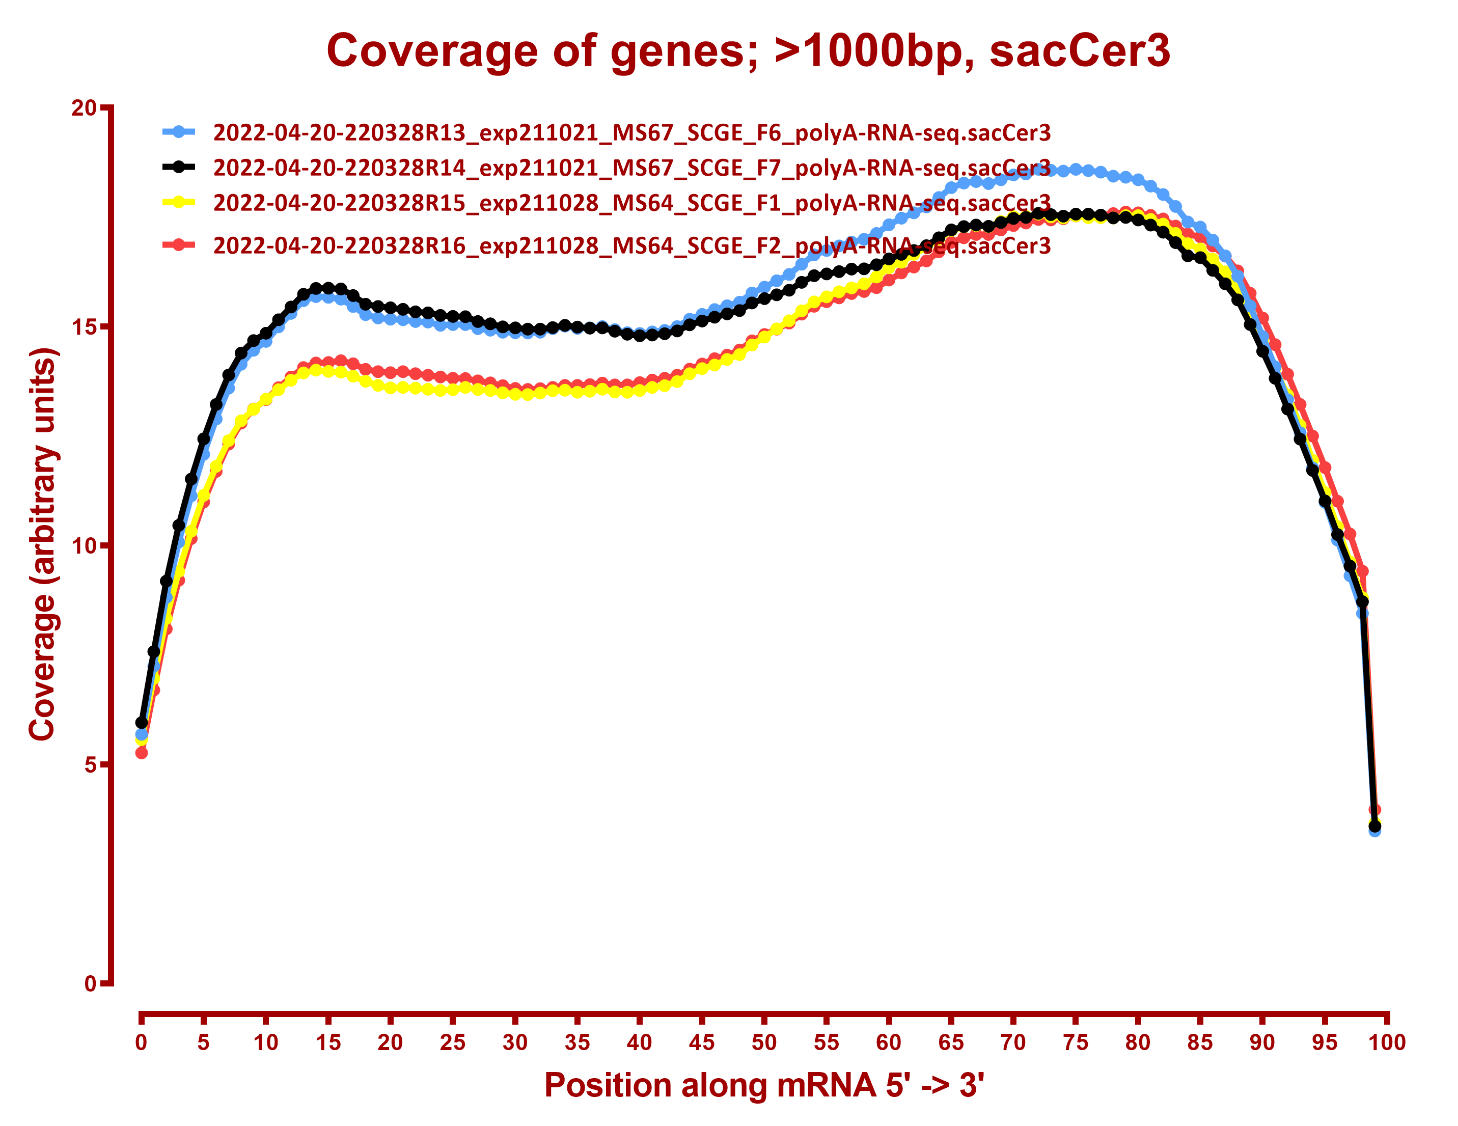 Coverage of genes; >1000bp, sacCer3
20
2022-04-20-220328R13_exp211021_MS67_SCGE_F6_polyA-RNA-seq.sacCer3
2022-04-20-220328R14_exp211021_MS67_SCGE_F7_polyA-RNA-seq.sacCer3
2022-04-20-220328R15_exp211028_MS64_SCGE_F1_polyA-RNA-seq.sacCer3
2022-04-20-220328R16_exp211028_MS64_SCGE_F2_polyA-RNA-seq.sacCer3
15
10
5
0
Coverage (arbitrary units)
0 5 10 15 20 25 30 35 40 45 50 55 60 65 70 75 80 85 90 95 100
Position along mRNA 5' -> 3'